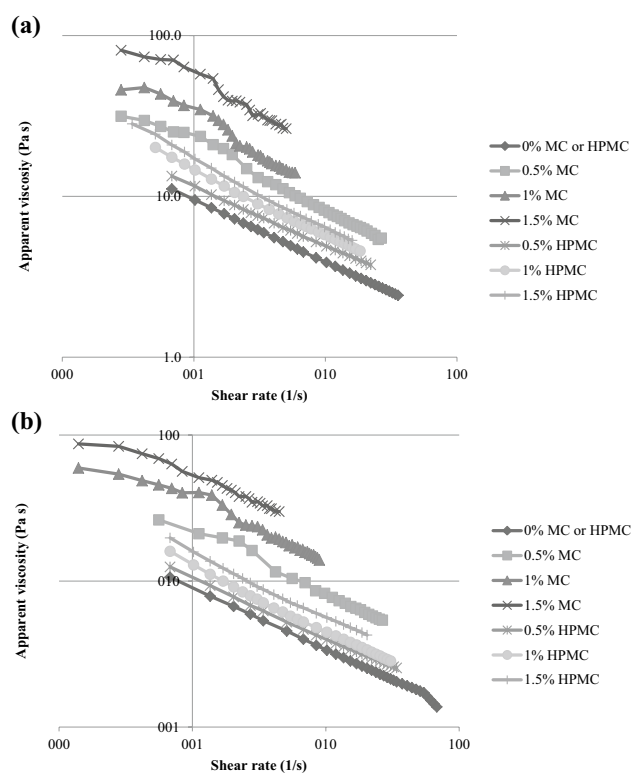 (a)
100.0
10.0
1.0
Apparent viscosiy (Pa s)
000
001
010
100
Shear rate (1/s)
0% MC or HPMC
0.5% MC
1% MC
1.5% MC
0.5% HPMC
1% HPMC
1.5% HPMC
(b)
100
010
001
Apparent viscosity (Pa s)
000
001
010
100
Shear rate (1/s)
0% MC or HPMC
0.5% MC
1% MC
1.5% MC
0.5% HPMC
1% HPMC
1.5% HPMC